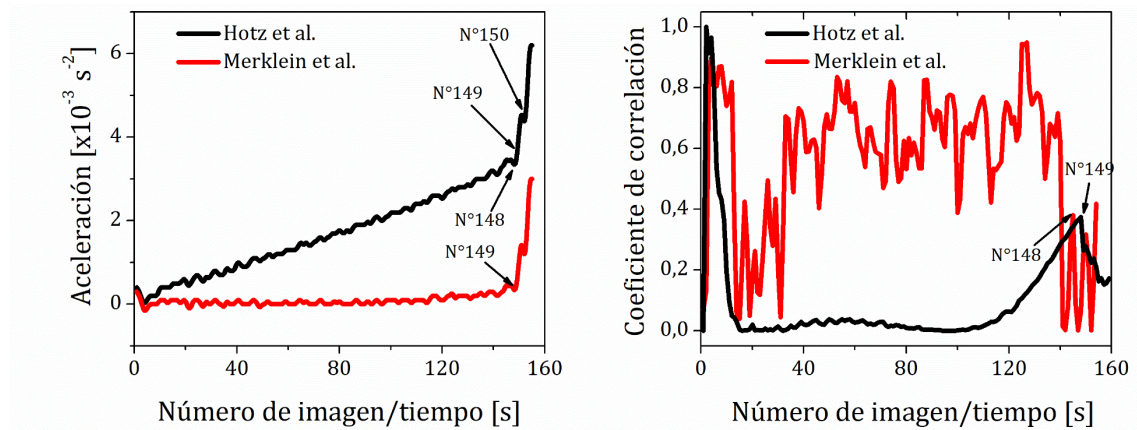 Aceleración [x10⁻³ s⁻²]
6
4
2
0
Hotz et al.
Merklein et al.
N°150
N°149
N°148
N°149
0
40
80
120
160
Número de imagen/tiempo [s]
Coeficiente de correlación
1,0
0,8
0,6
0,4
0,2
0,0
Hotz et al.
Merklein et al.
N°149
N°148
0
40
80
120
160
Número de imagen/tiempo [s]